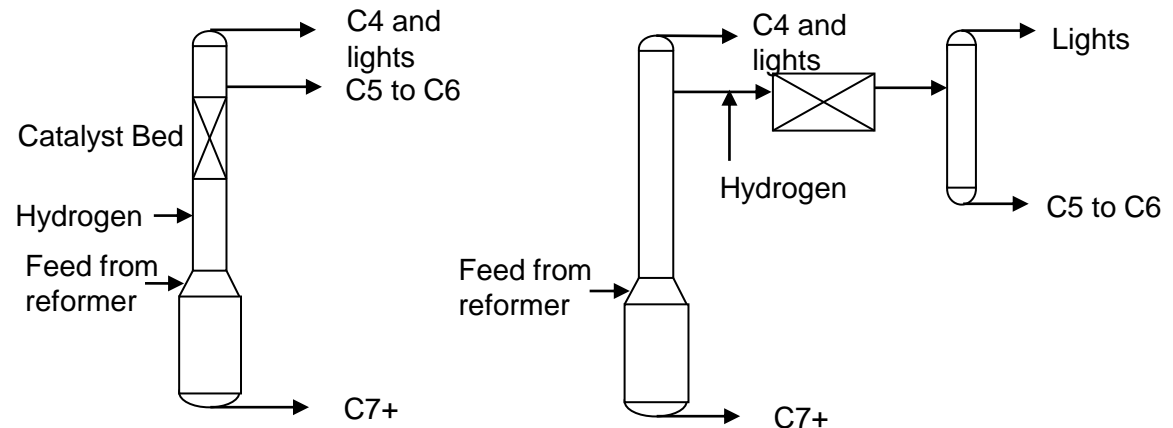 C4 and
lights
C5 to C6
Catalyst Bed
Hydrogen
Feed from
reformer
C7+
C4 and
lights
Lights
Hydrogen
C5 to C6
Feed from
reformer
C7+